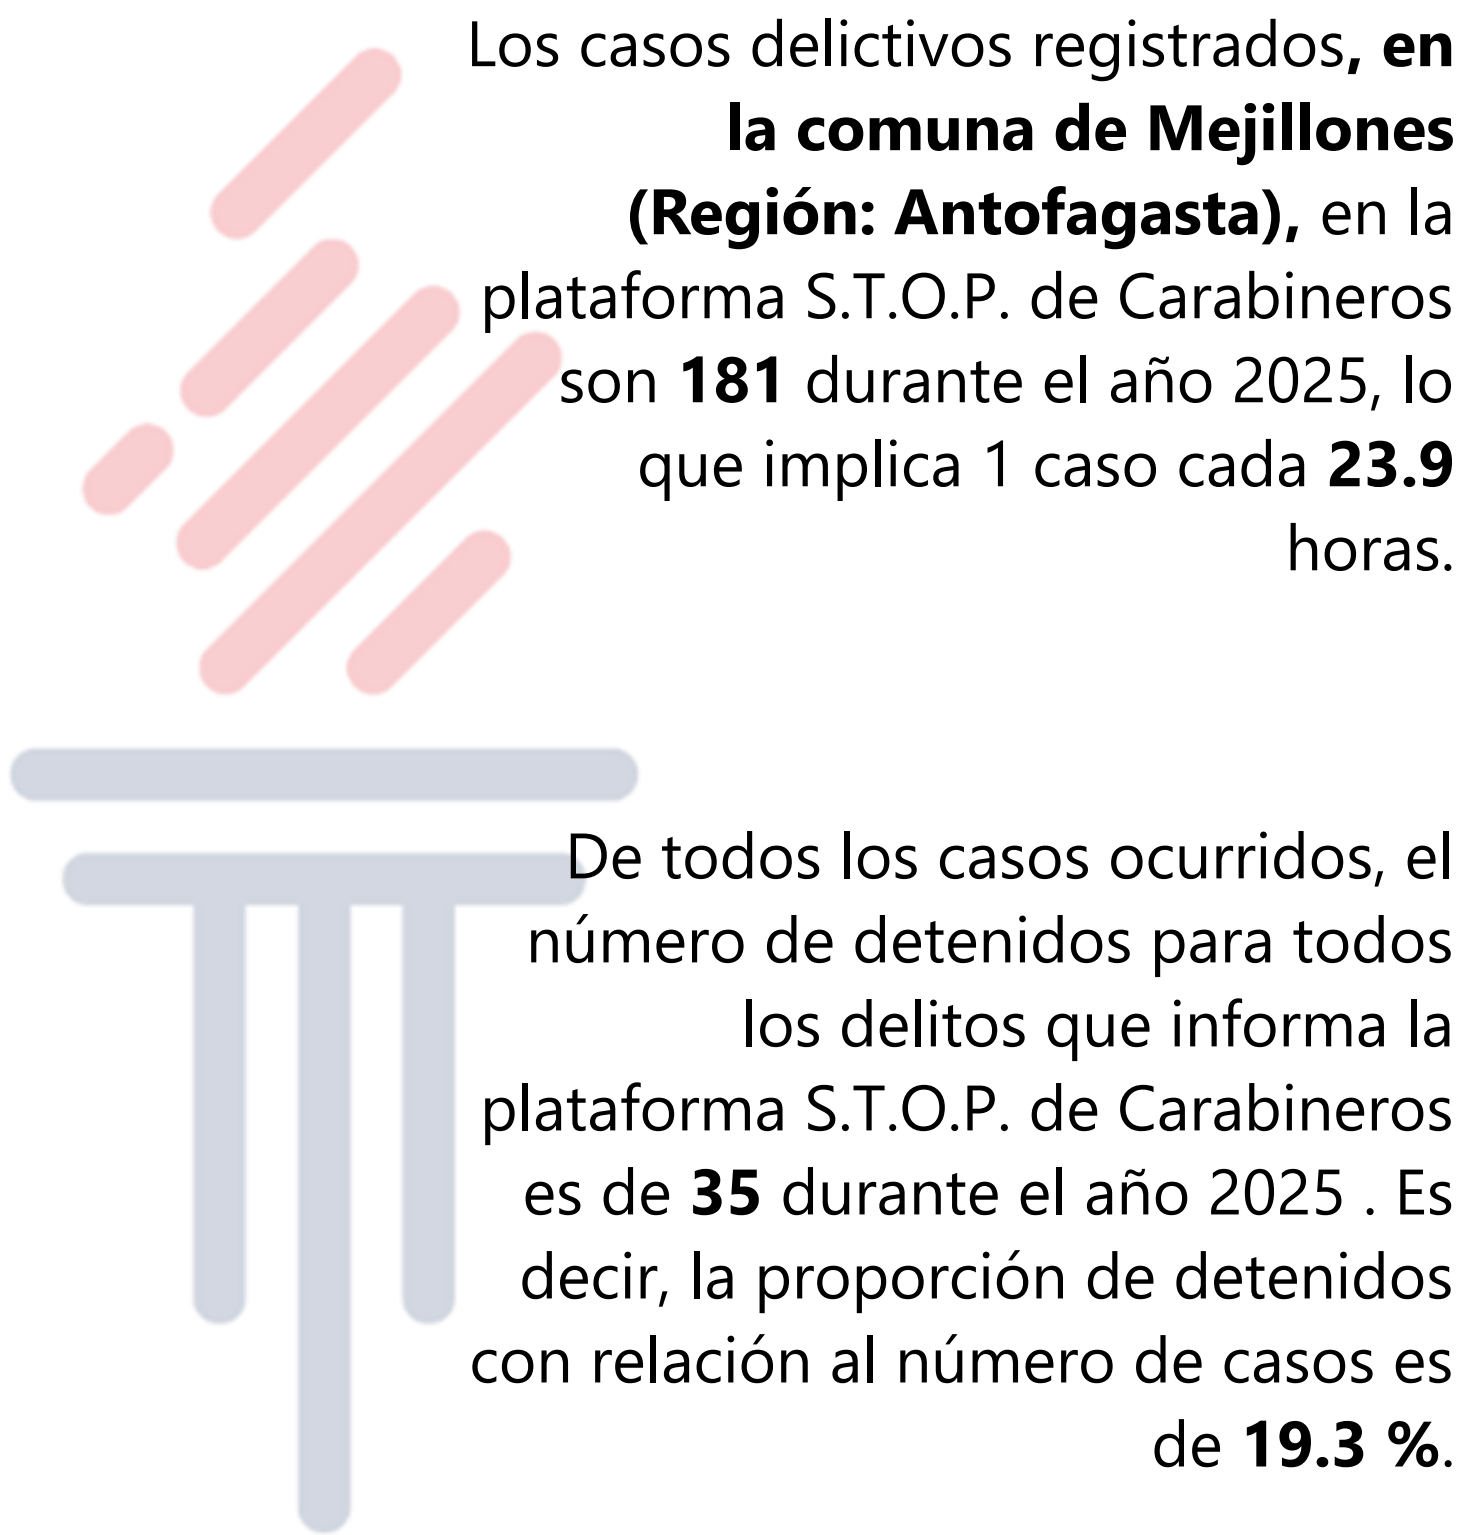 Los casos delictivos registrados, en
la comuna de Mejillones
(Región: Antofagasta), en la
plataforma S.T.O.P. de Carabineros
son 181 durante el año 2025, lo
que implica 1 caso cada 23.9
horas.
De todos los casos ocurridos, el
número de detenidos para todos
los delitos que informa la
plataforma S.T.O.P. de Carabineros
es de 35 durante el año 2025 . Es
decir, la proporción de detenidos
con relación al número de casos es
de 19.3 %.